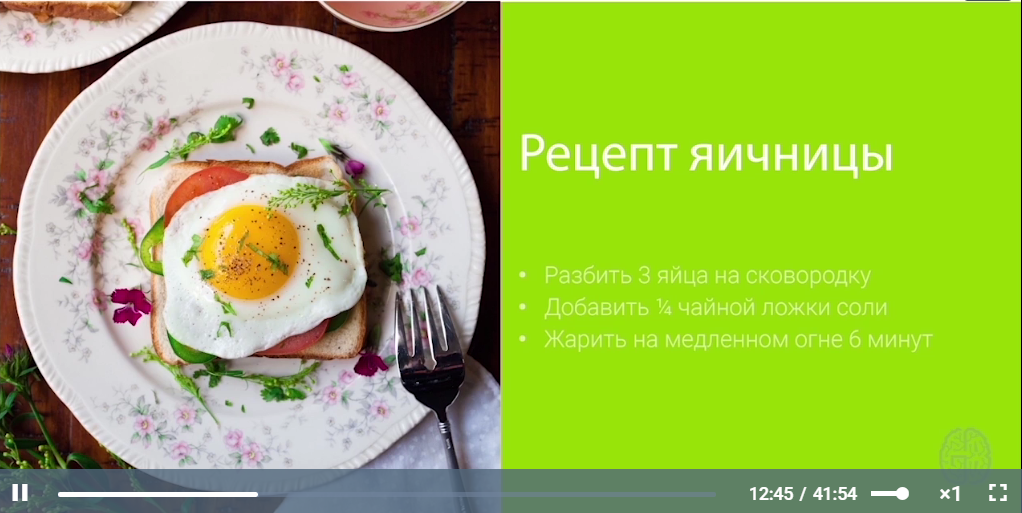 Рецепт яичницы
• Разбить 3 яйца на сковородку
• Добавить ¼ чайной ложки соли
• Жарить на медленном огне 6 минут
12:45 / 41:54 ×1